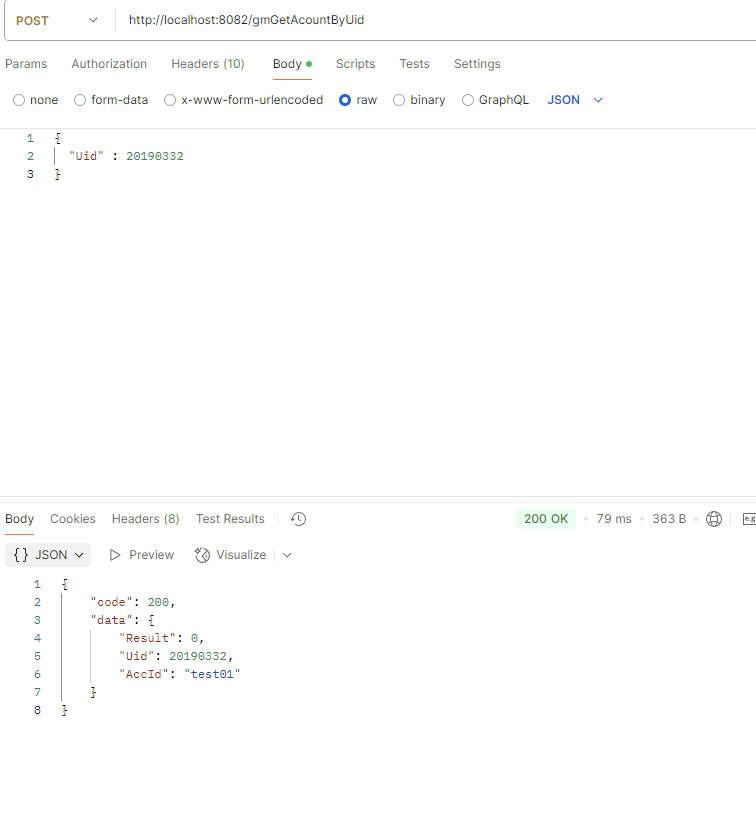 POST http://localhost:8082/gmGetAcountByUid
Params Authorization Headers (10) Body Scripts Tests Settings
none form-data x-www-form-urlencoded raw binary GraphQL JSON
1 {
2 "Uid" : 20190332
3 }
Body Cookies Headers (8) Test Results 200 OK 79 ms 363 B e.g
{} JSON Preview Visualize
1 {
2 "code": 200,
3 "data": {
4 "Result": 0,
5 "Uid": 20190332,
6 "AccId": "test01"
7 }
8 }